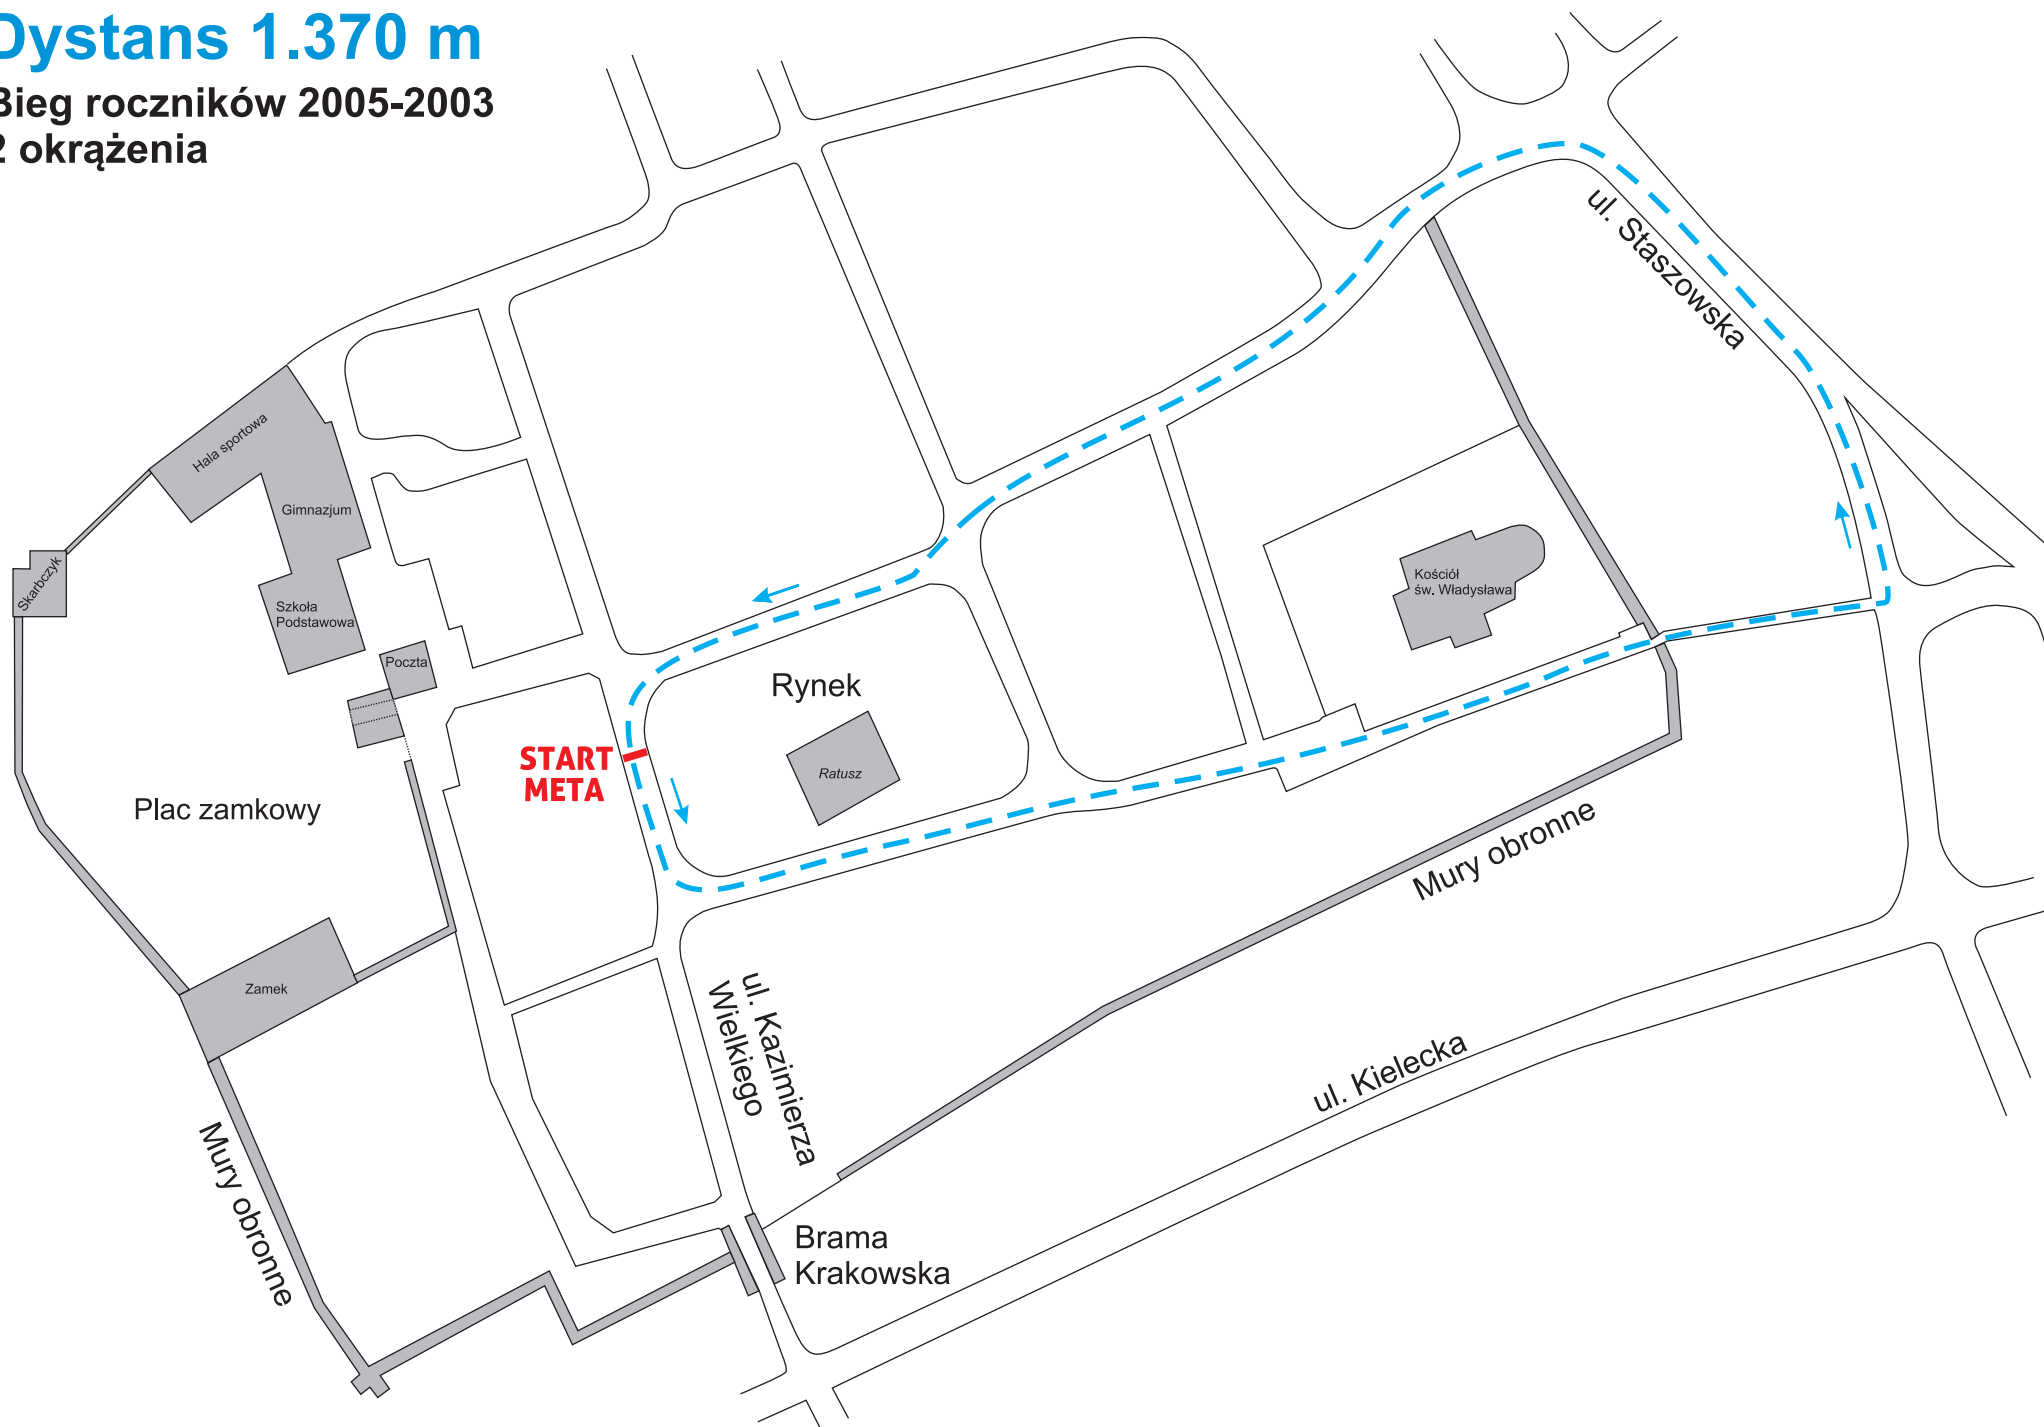 Dystans 1.370 m
Bieg roczników 2005-2003
2 okrążenia
ul. Staszowska
Hala sportowa
Gimnazjum
Skarbczyk
Szkoła
Podstawowa
Kościół
św. Władysława
Poczta
Rynek
START
META
Ratusz
Plac zamkowy
Mury obronne
Zamek
ul. Kazimierza
Wielkiego
ul. Kielecka
Mury obronne
Brama
Krakowska